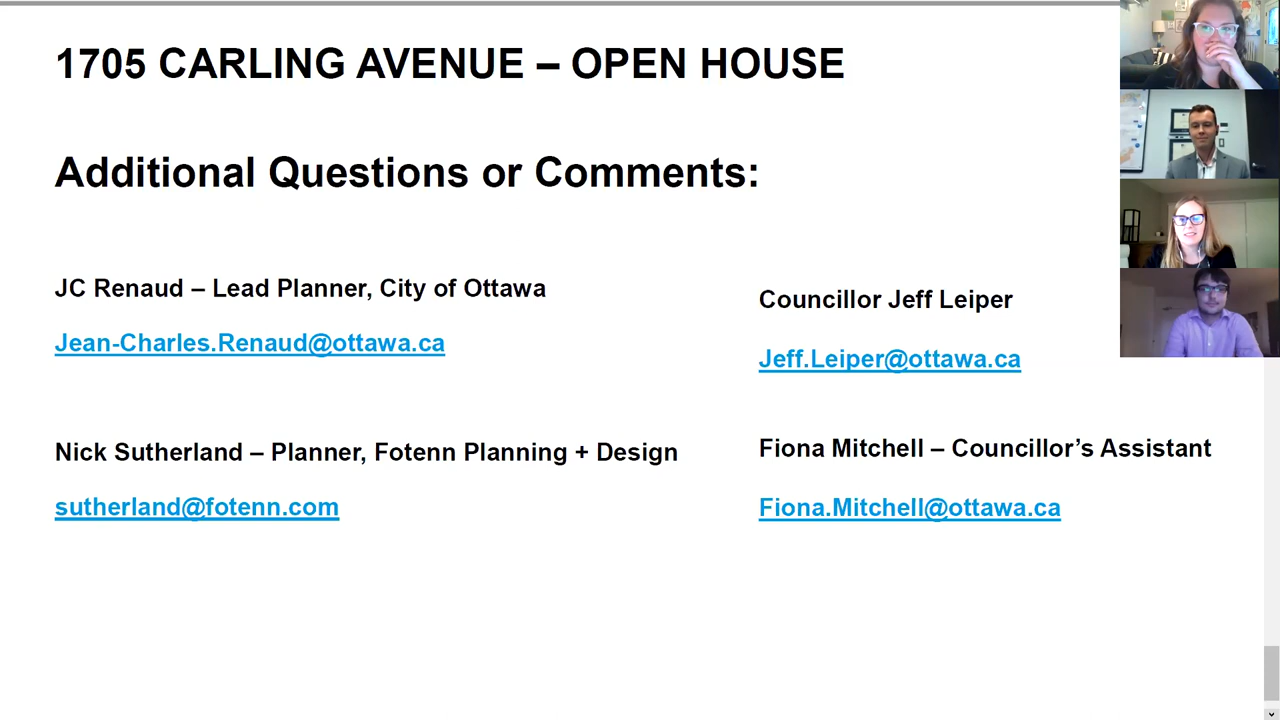 1705 CARLING AVENUE – OPEN HOUSE
Additional Questions or Comments:
JC Renaud – Lead Planner, City of Ottawa
Jean-Charles.Renaud@ottawa.ca
Nick Sutherland – Planner, Fotenn Planning + Design
sutherland@fotenn.com
Councillor Jeff Leiper
Jeff.Leiper@ottawa.ca
Fiona Mitchell – Councillor’s Assistant
Fiona.Mitchell@ottawa.ca